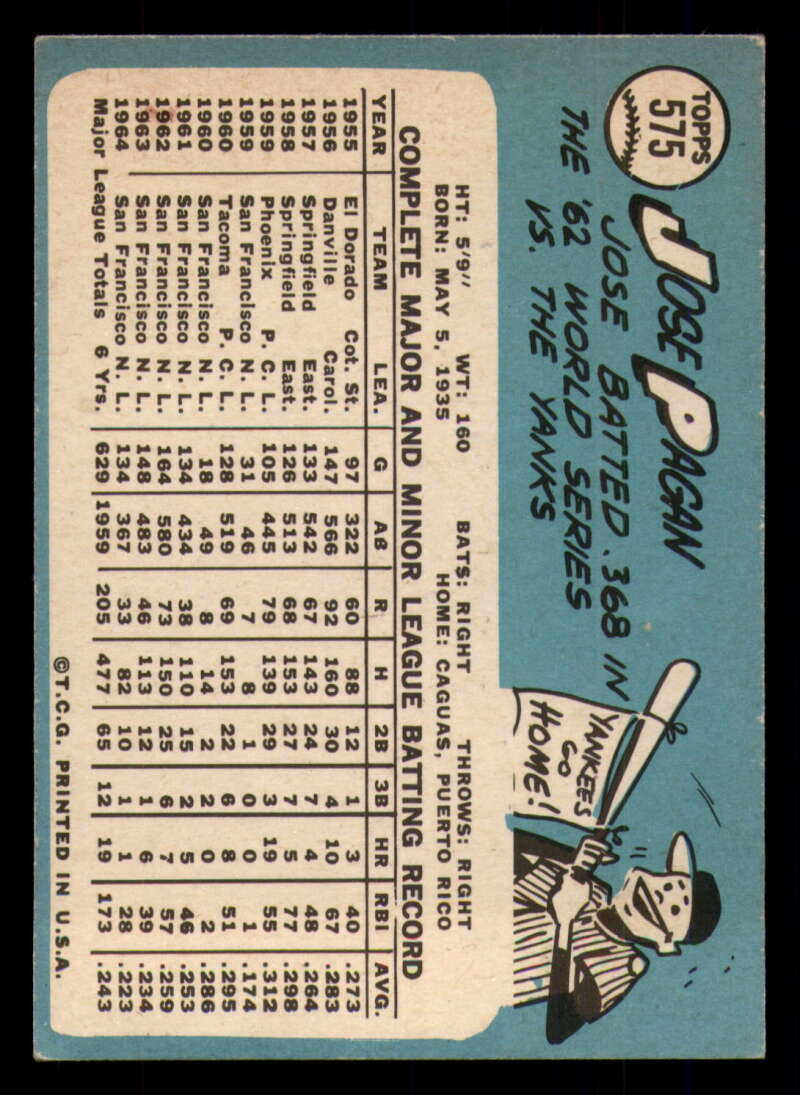 TOPPS
575
JOSE PAGAN
JOSE BATTED .368 IN
THE '62 WORLD SERIES
VS. THE YANKS
YANKEES
GO
HOME!
HT: 5'9" WT: 160 BATS: RIGHT THROWS: RIGHT
BORN: MAY 5, 1935 HOME: CAGUAS, PUERTO RICO
COMPLETE MAJOR AND MINOR LEAGUE BATTING RECORD
YEAR TEAM LEA. G AB R H 2B 3B HR RBI AVG.
1955 El Dorado Cot. St. 97 322 60 88 12 1 3 40 .273
1956 Danville Carol. 147 566 92 160 30 4 10 67 .283
1957 Springfield East. 133 542 67 143 24 7 4 48 .264
1958 Springfield East. 126 513 68 153 27 7 5 77 .298
1959 Phoenix P. C. L. 105 445 79 139 29 3 19 55 .312
1959 San Francisco N. L. 31 46 7 8 1 0 0 1 .174
1960 Tacoma P. C. L. 128 519 69 153 22 6 8 51 .295
1960 San Francisco N. L. 18 49 8 14 2 2 0 2 .286
1961 San Francisco N. L. 134 434 38 110 15 2 5 46 .253
1962 San Francisco N. L. 164 580 73 150 25 6 7 57 .259
1963 San Francisco N. L. 148 483 46 113 12 1 6 39 .234
1964 San Francisco N. L. 134 367 33 82 10 1 1 28 .223
Major League Totals 6 Yrs. 629 1959 205 477 65 12 19 173 .243
©T.C.G. PRINTED IN U.S.A.